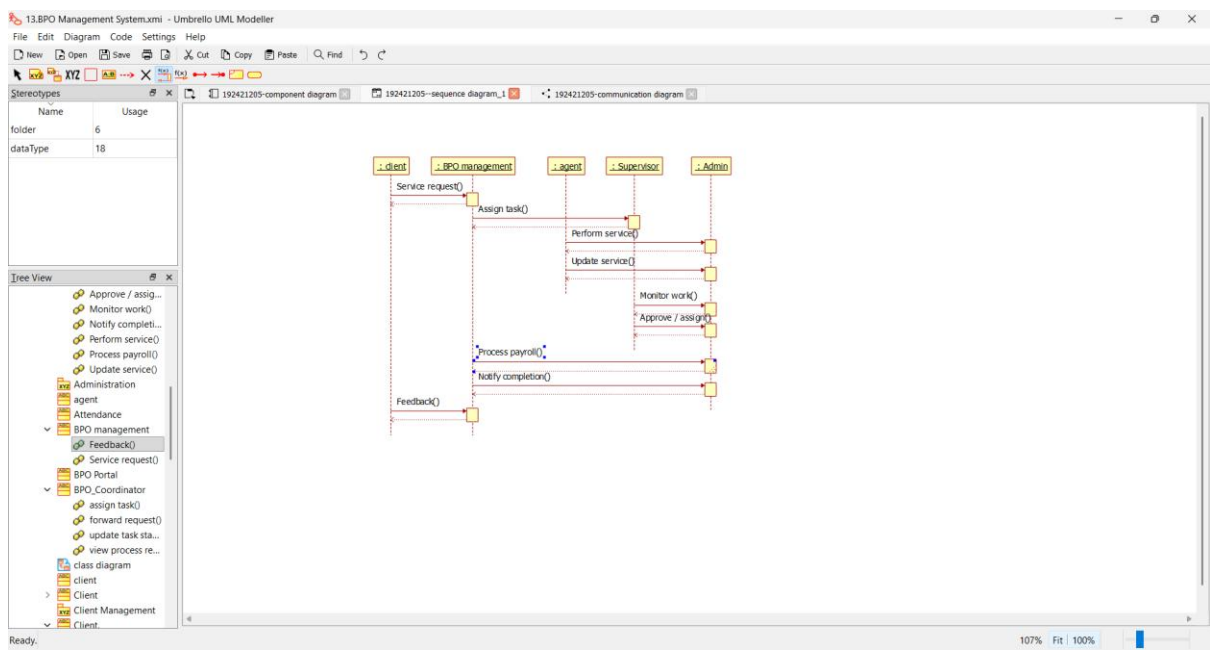 13.BPO Management System.xmi - Umbrello UML Modeller
File Edit Diagram Code Settings Help
New Open Save Cut Copy Paste Find
XYZ A.B
Stereotypes
192421205-component diagram 192421205--sequence diagram_1 192421205-communication diagram
Name Usage
folder 6
dataType 18
: client : BPO management : agent : Supervisor : Admin
Service request()
Assign task()
Perform service()
Update service()
Monitor work()
Approve / assign()
Process payroll()
Notify completion()
Feedback()
Tree View
Approve / assig...
Monitor work()
Notify completi...
Perform service()
Process payroll()
Update service()
Administration
agent
Attendance
BPO management
Feedback()
Service request()
BPO Portal
BPO_Coordinator
assign task()
forward request()
update task sta...
view process re...
class diagram
client
Client
Client Management
Client.
Ready. 107% Fit 100%